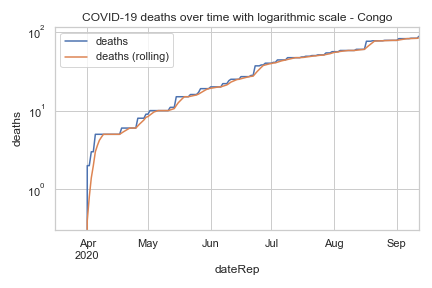 COVID-19 deaths over time with logarithmic scale - Congo
deaths
deaths (rolling)
10²
10¹
10⁰
deaths
Apr
2020
May
Jun
Jul
Aug
Sep
dateRep